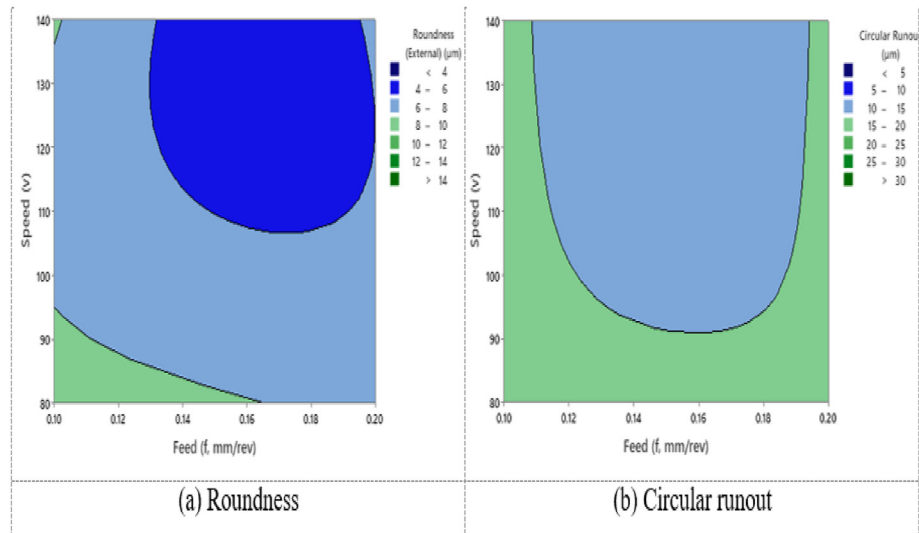 Roundness
(External) (µm)
< 4
4 – 6
6 – 8
8 – 10
10 – 12
12 – 14
> 14
140
130
120
110
100
90
80
Speed (v)
0.10 0.12 0.14 0.16 0.18 0.20
Feed (f, mm/rev)
(a) Roundness
Circular Runou
(µm)
< 5
5 – 10
10 – 15
15 – 20
20 – 25
25 – 30
> 30
140
130
120
110
100
90
80
Speed (v)
0.10 0.12 0.14 0.16 0.18 0.20
Feed (f, mm/rev)
(b) Circular runout